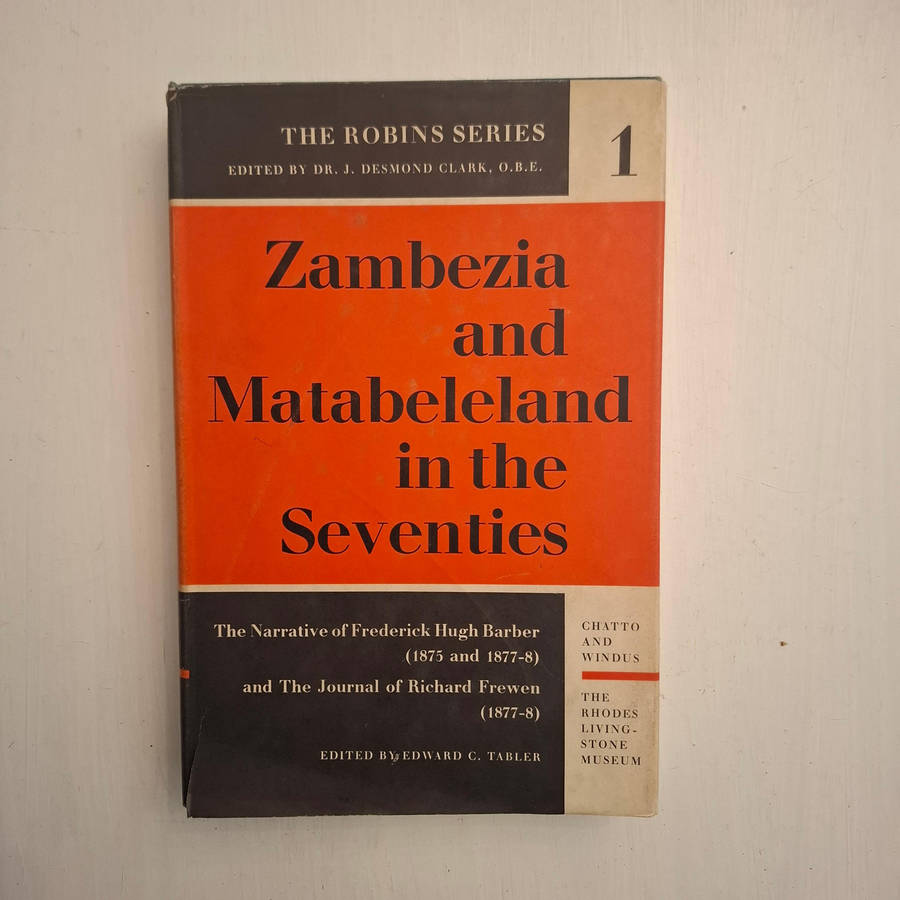 THE ROBINS SERIES
EDITED BY DR. J. DESMOND CLARK, O.B.E.
1
Zambezia
and
Matabeleland
in the
Seventies
The Narrative of Frederick Hugh Barber
(1875 and 1877-8)
and The Journal of Richard Frewen
(1877-8)
EDITED BY EDWARD C. TABLER
CHATTO
AND
WINDUS
THE
RHODES
LIVING-
STONE
MUSEUM